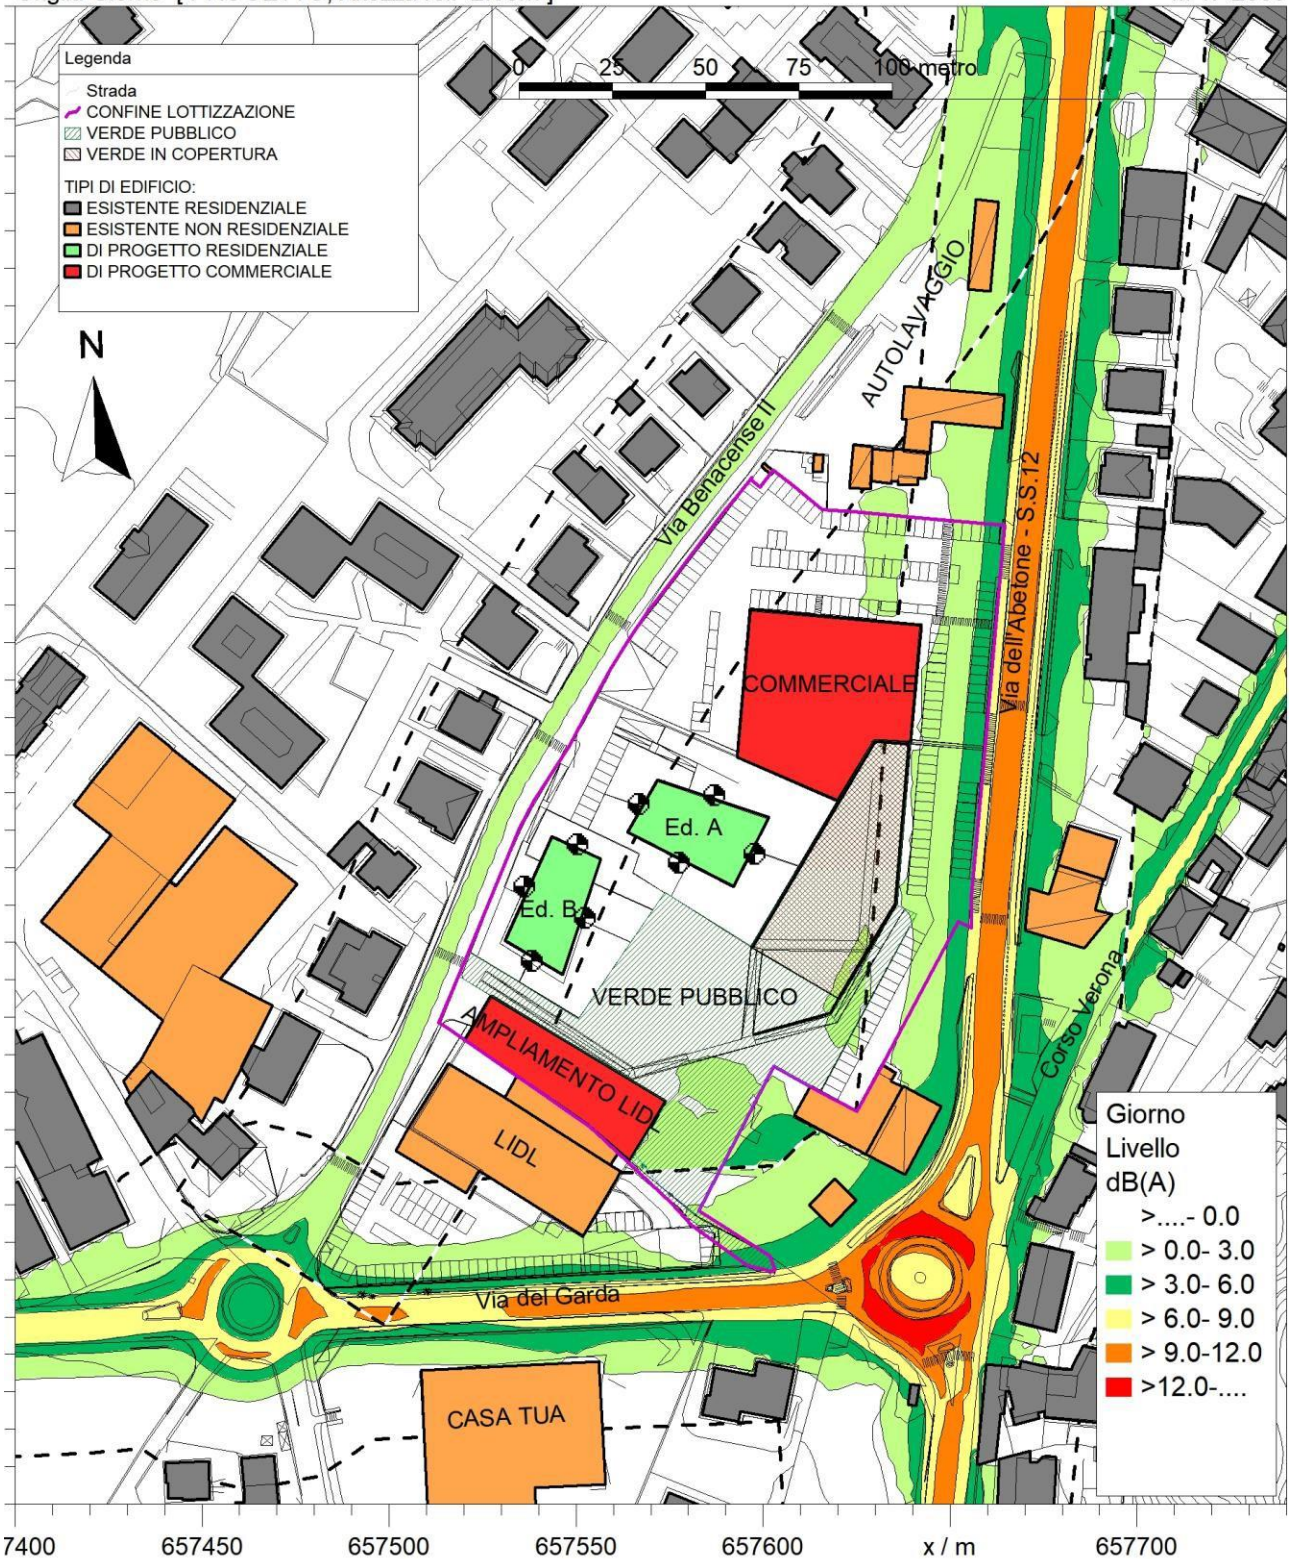 Legenda
Strada
CONFINE LOTTIZZAZIONE
VERDE PUBBLICO
VERDE IN COPERTURA
TIPI DI EDIFICIO:
ESISTENTE RESIDENZIALE
ESISTENTE NON RESIDENZIALE
DI PROGETTO RESIDENZIALE
DI PROGETTO COMMERCIALE
0 25 50 75 100 metro
N
AUTOLAVAGGIO
Via Benacense II
Via dell'Abetone - S.S.12
COMMERCIALE
Ed. A
Ed. B
VERDE PUBBLICO
AMPLIAMENTO LIDL
LIDL
Corso Verona
Via del Garda
CASA TUA
Giorno
Livello
dB(A)
>....- 0.0
> 0.0- 3.0
> 3.0- 6.0
> 6.0- 9.0
> 9.0-12.0
>12.0-....
7400 657450 657500 657550 657600 x / m 657700